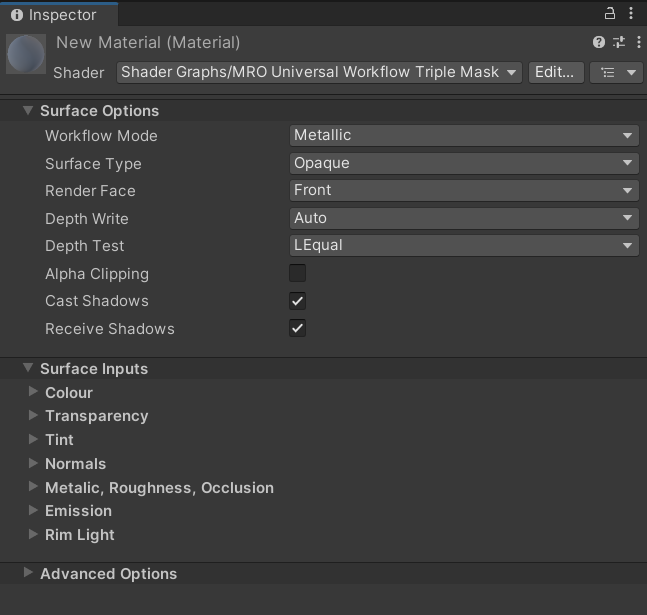 Inspector
New Material (Material)
Shader Shader Graphs/MRO Universal Workflow Triple Mask Edit...
Surface Options
Workflow Mode Metallic
Surface Type Opaque
Render Face Front
Depth Write Auto
Depth Test LEqual
Alpha Clipping
Cast Shadows
Receive Shadows
Surface Inputs
Colour
Transparency
Tint
Normals
Metalic, Roughness, Occlusion
Emission
Rim Light
Advanced Options